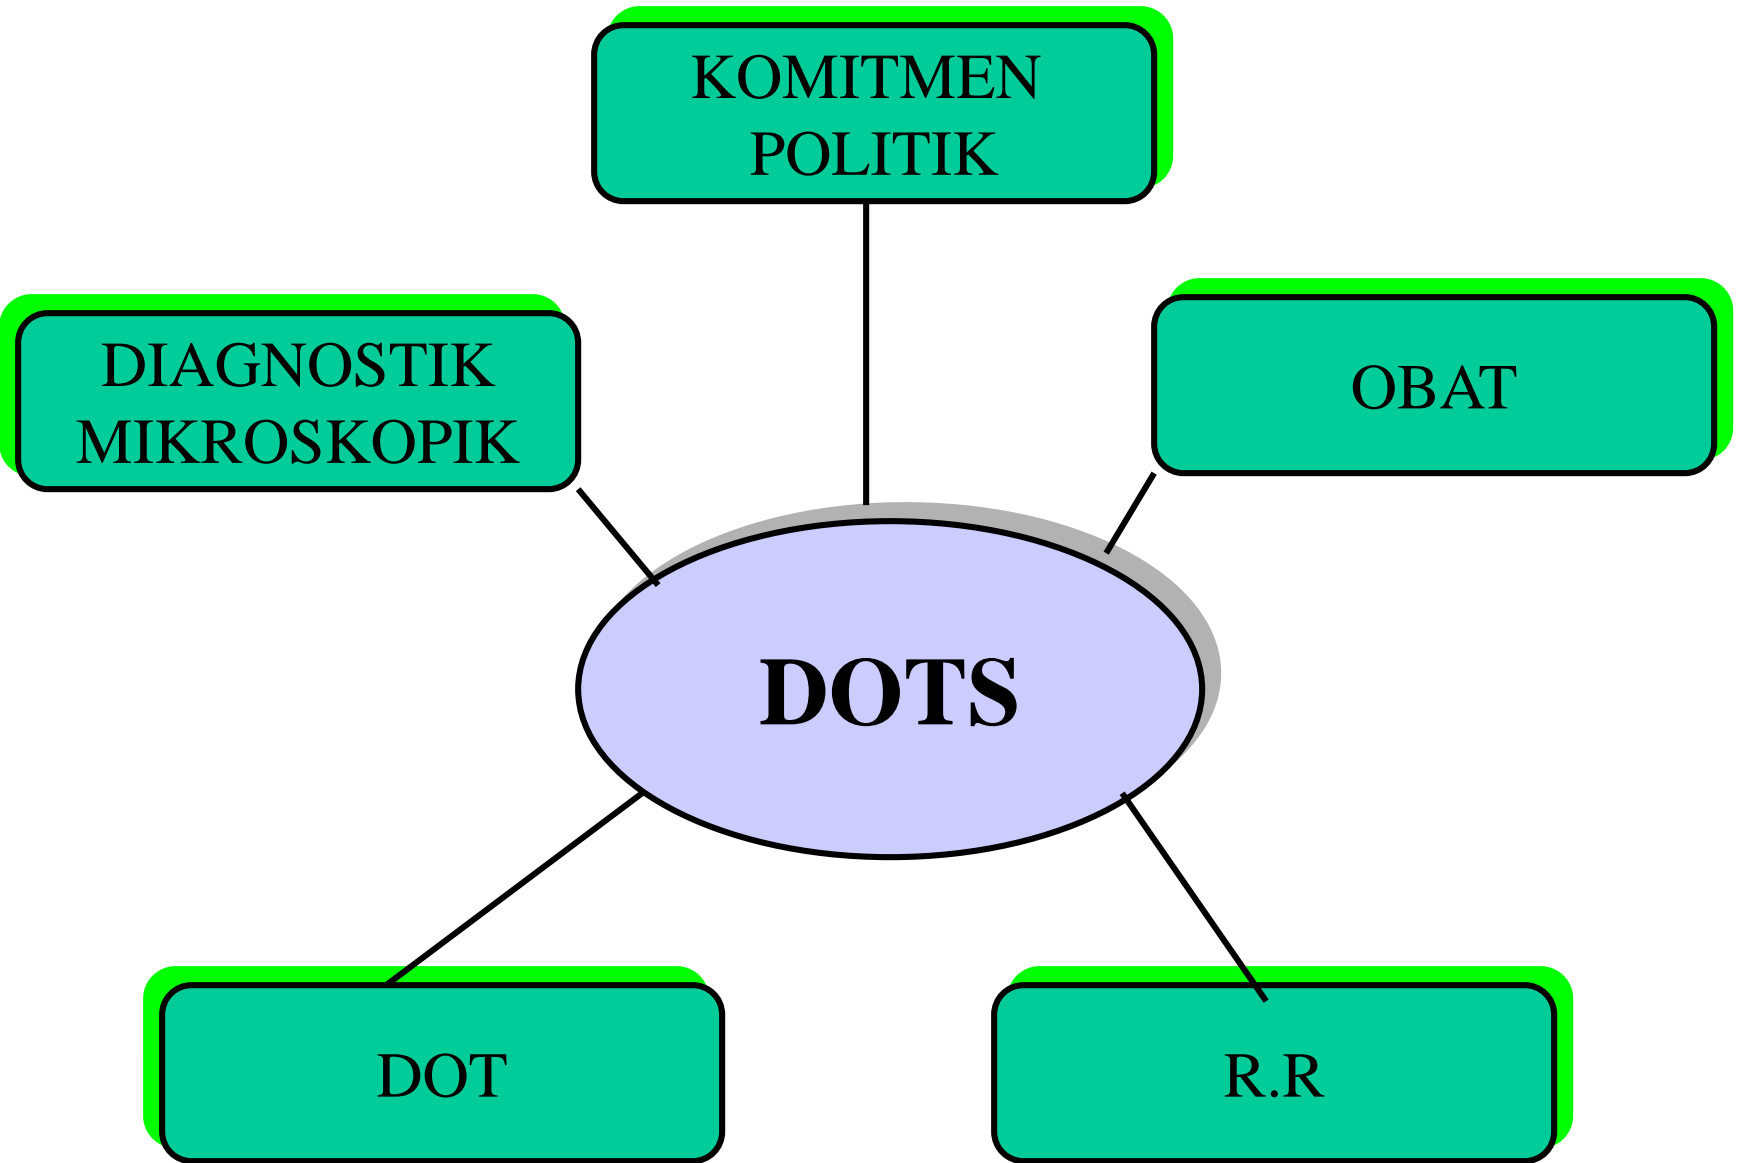 KOMITMEN
POLITIK
DIAGNOSTIK
MIKROSKOPIK
OBAT
DOTS
DOT
R.R